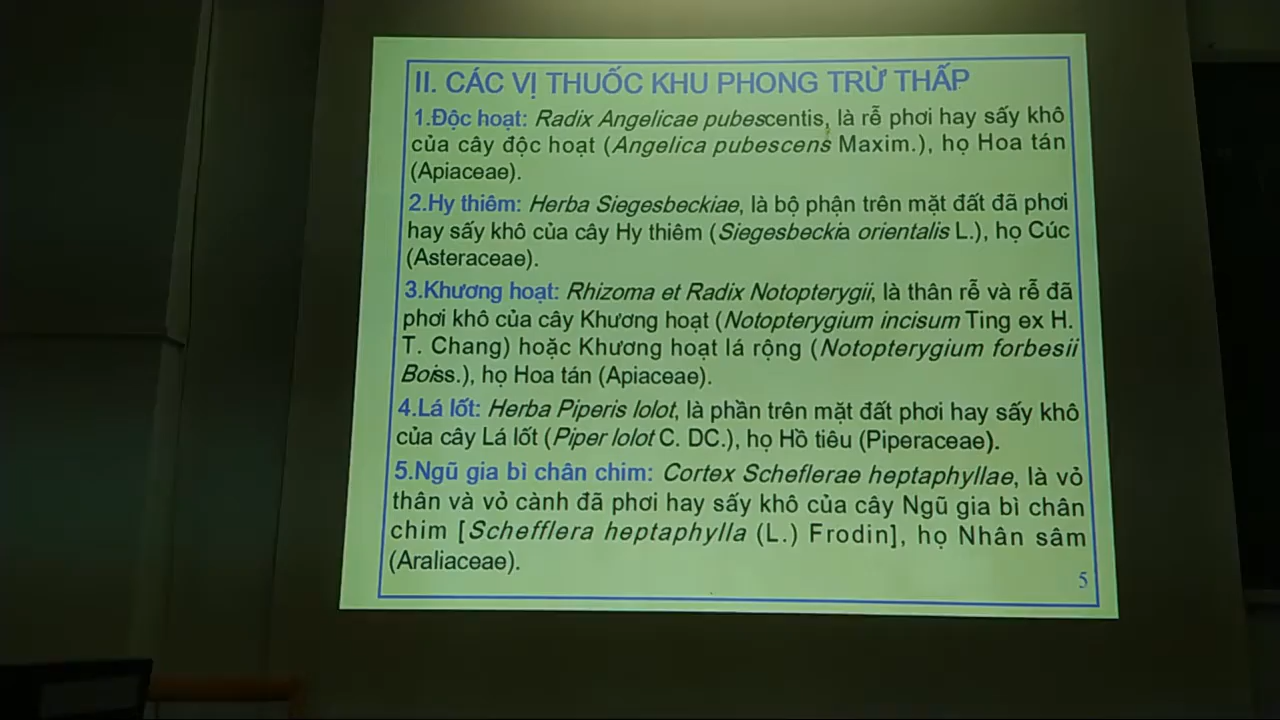 II. CÁC VỊ THUỐC KHU PHONG TRỪ THẤP
1.Độc hoạt: Radix Angelicae pubescentis, là rễ phơi hay sấy khô
của cây độc hoạt (Angelica pubescens Maxim.), họ Hoa tán
(Apiaceae).
2.Hy thiêm: Herba Siegesbeckiae, là bộ phận trên mặt đất đã phơi
hay sấy khô của cây Hy thiêm (Siegesbeckia orientalis L.), họ Cúc
(Asteraceae).
3.Khương hoạt: Rhizoma et Radix Notopterygii, là thân rễ và rễ đã
phơi khô của cây Khương hoạt (Notopterygium incisum Ting ex H.
T. Chang) hoặc Khương hoạt lá rộng (Notopterygium forbesii
Boiss.), họ Hoa tán (Apiaceae).
4.Lá lốt: Herba Piperis lolot, là phần trên mặt đất phơi hay sấy khô
của cây Lá lốt (Piper lolot C. DC.), họ Hồ tiêu (Piperaceae).
5.Ngũ gia bì chân chim: Cortex Scheflerae heptaphyllae, là vỏ
thân và vỏ cành đã phơi hay sấy khô của cây Ngũ gia bì chân
chim [Schefflera heptaphylla (L.) Frodin], họ Nhân sâm
(Araliaceae).
5